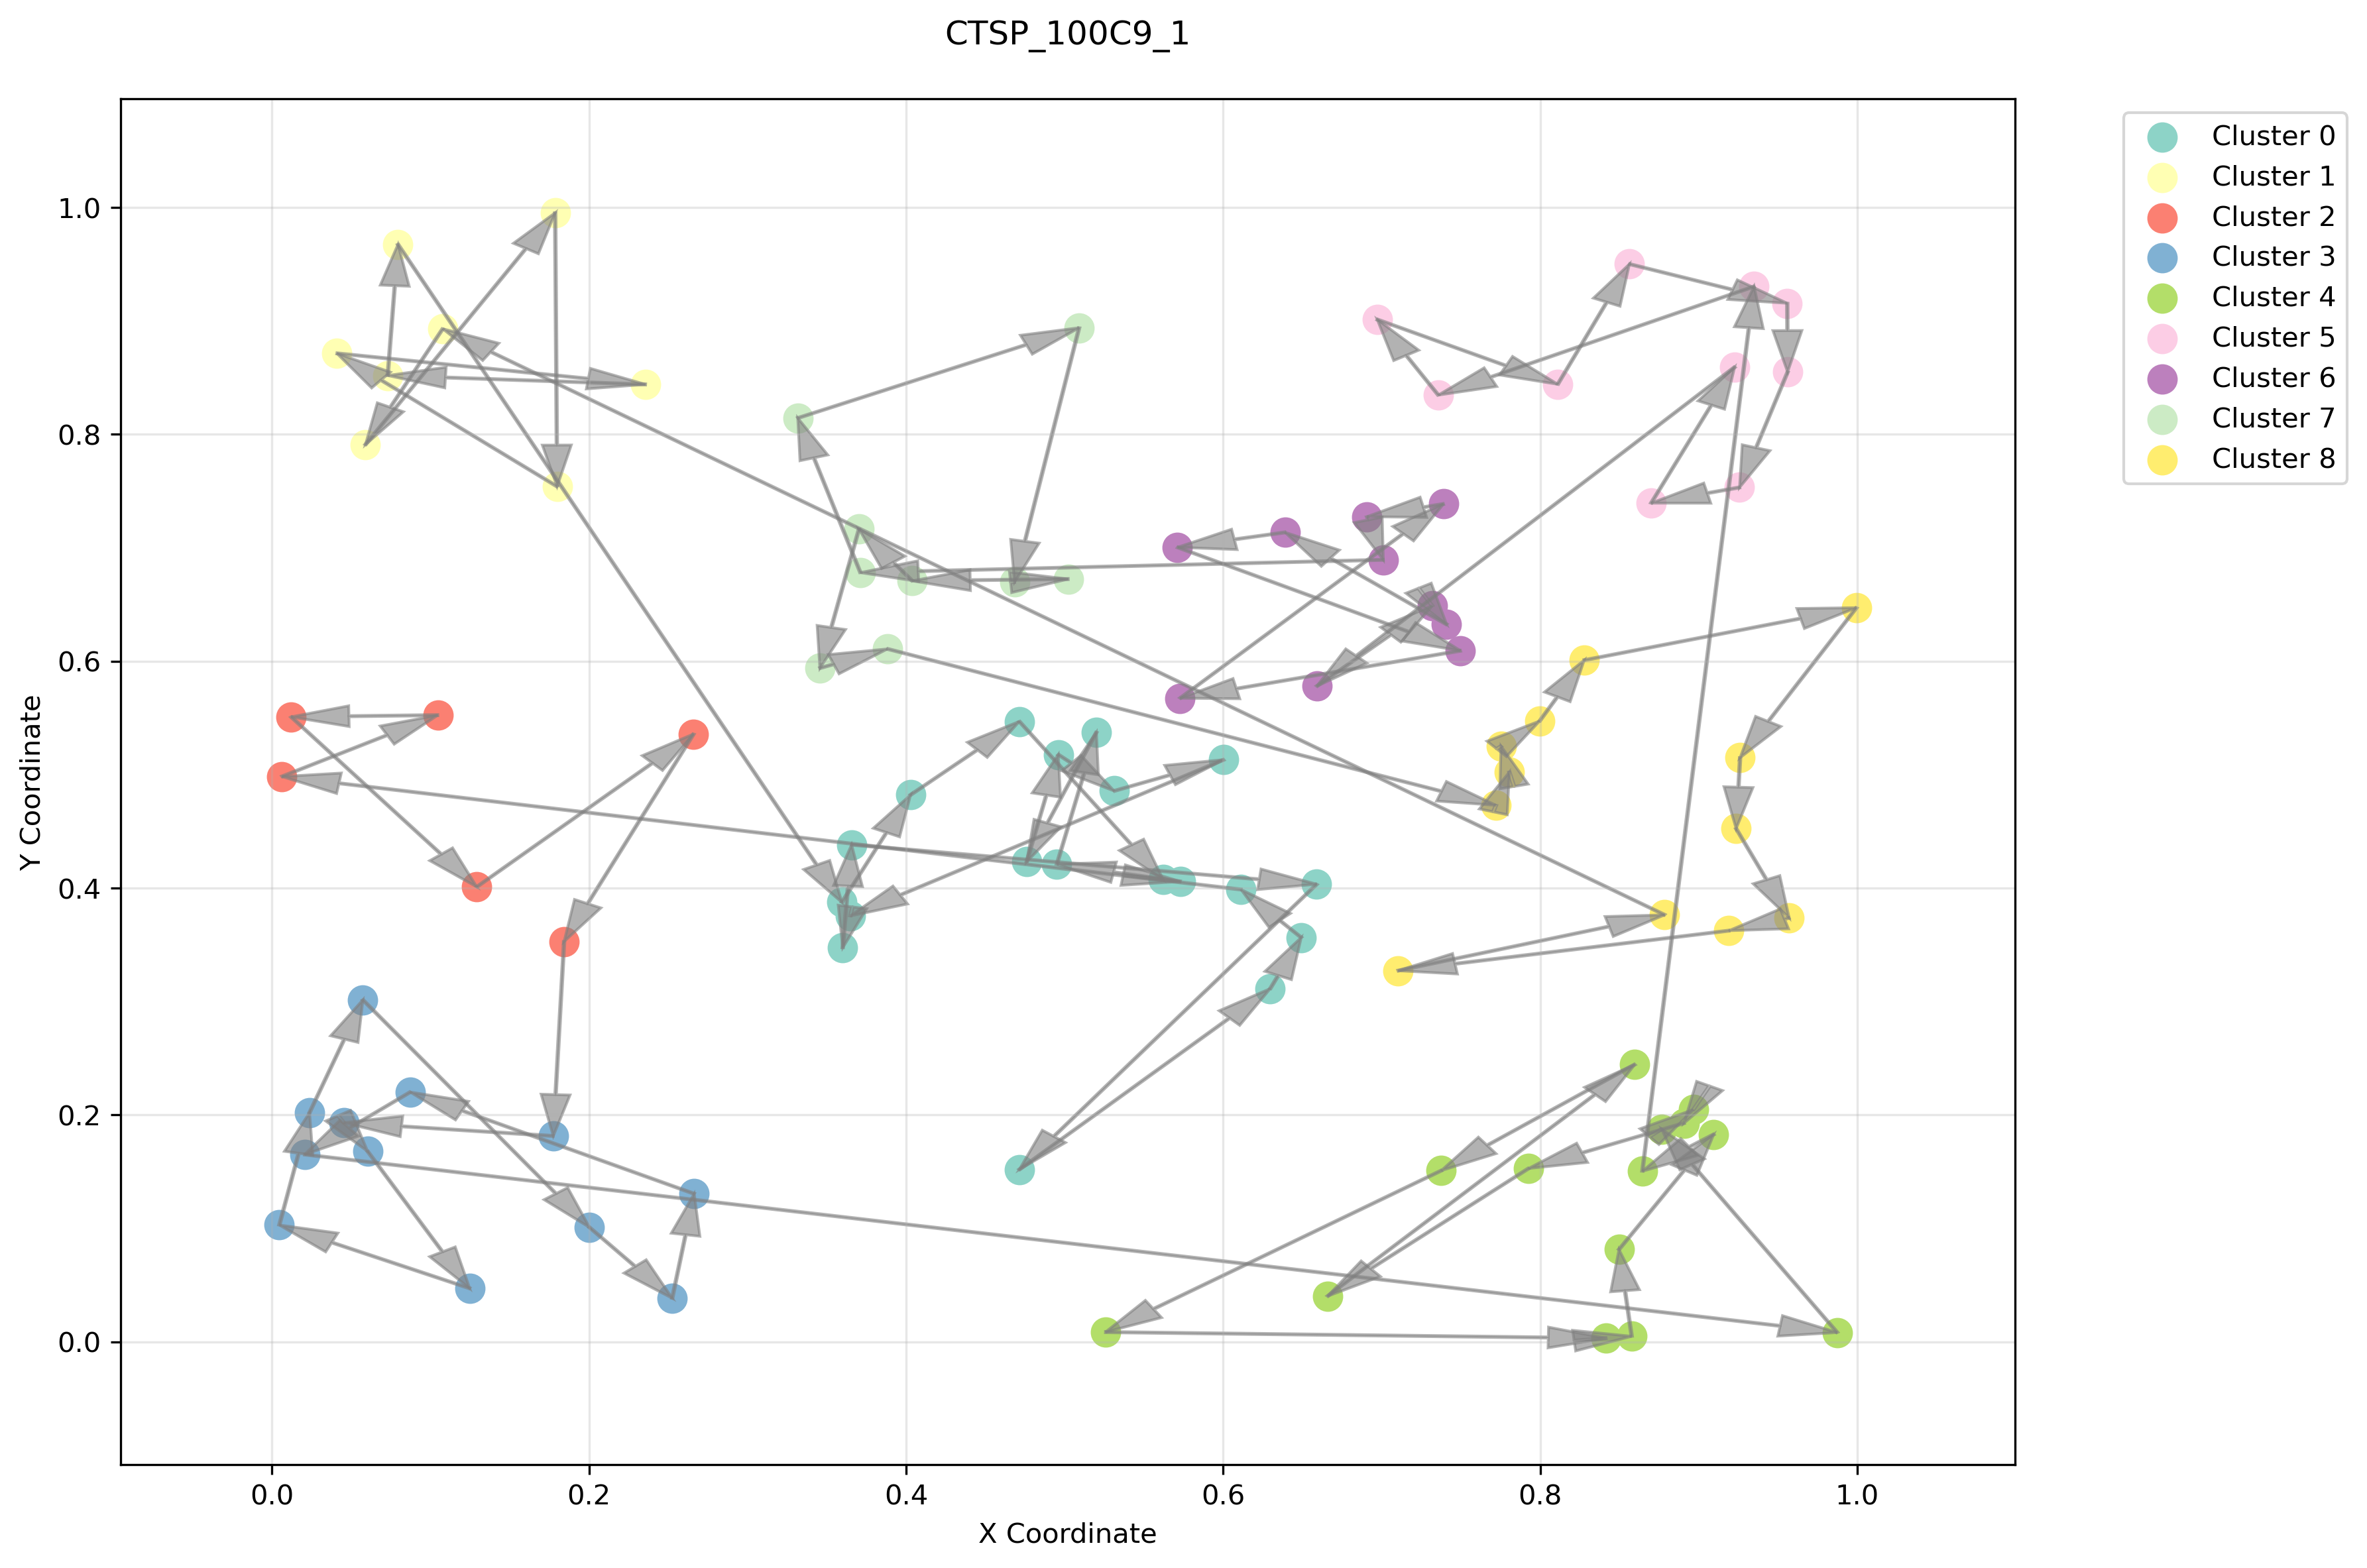 CTSP_100C9_1
Cluster 0
Cluster 1
Cluster 2
Cluster 3
Cluster 4
Cluster 5
Cluster 6
Cluster 7
Cluster 8
Y Coordinate
1.0
0.8
0.6
0.4
0.2
0.0
0.0 0.2 0.4 0.6 0.8 1.0
X Coordinate